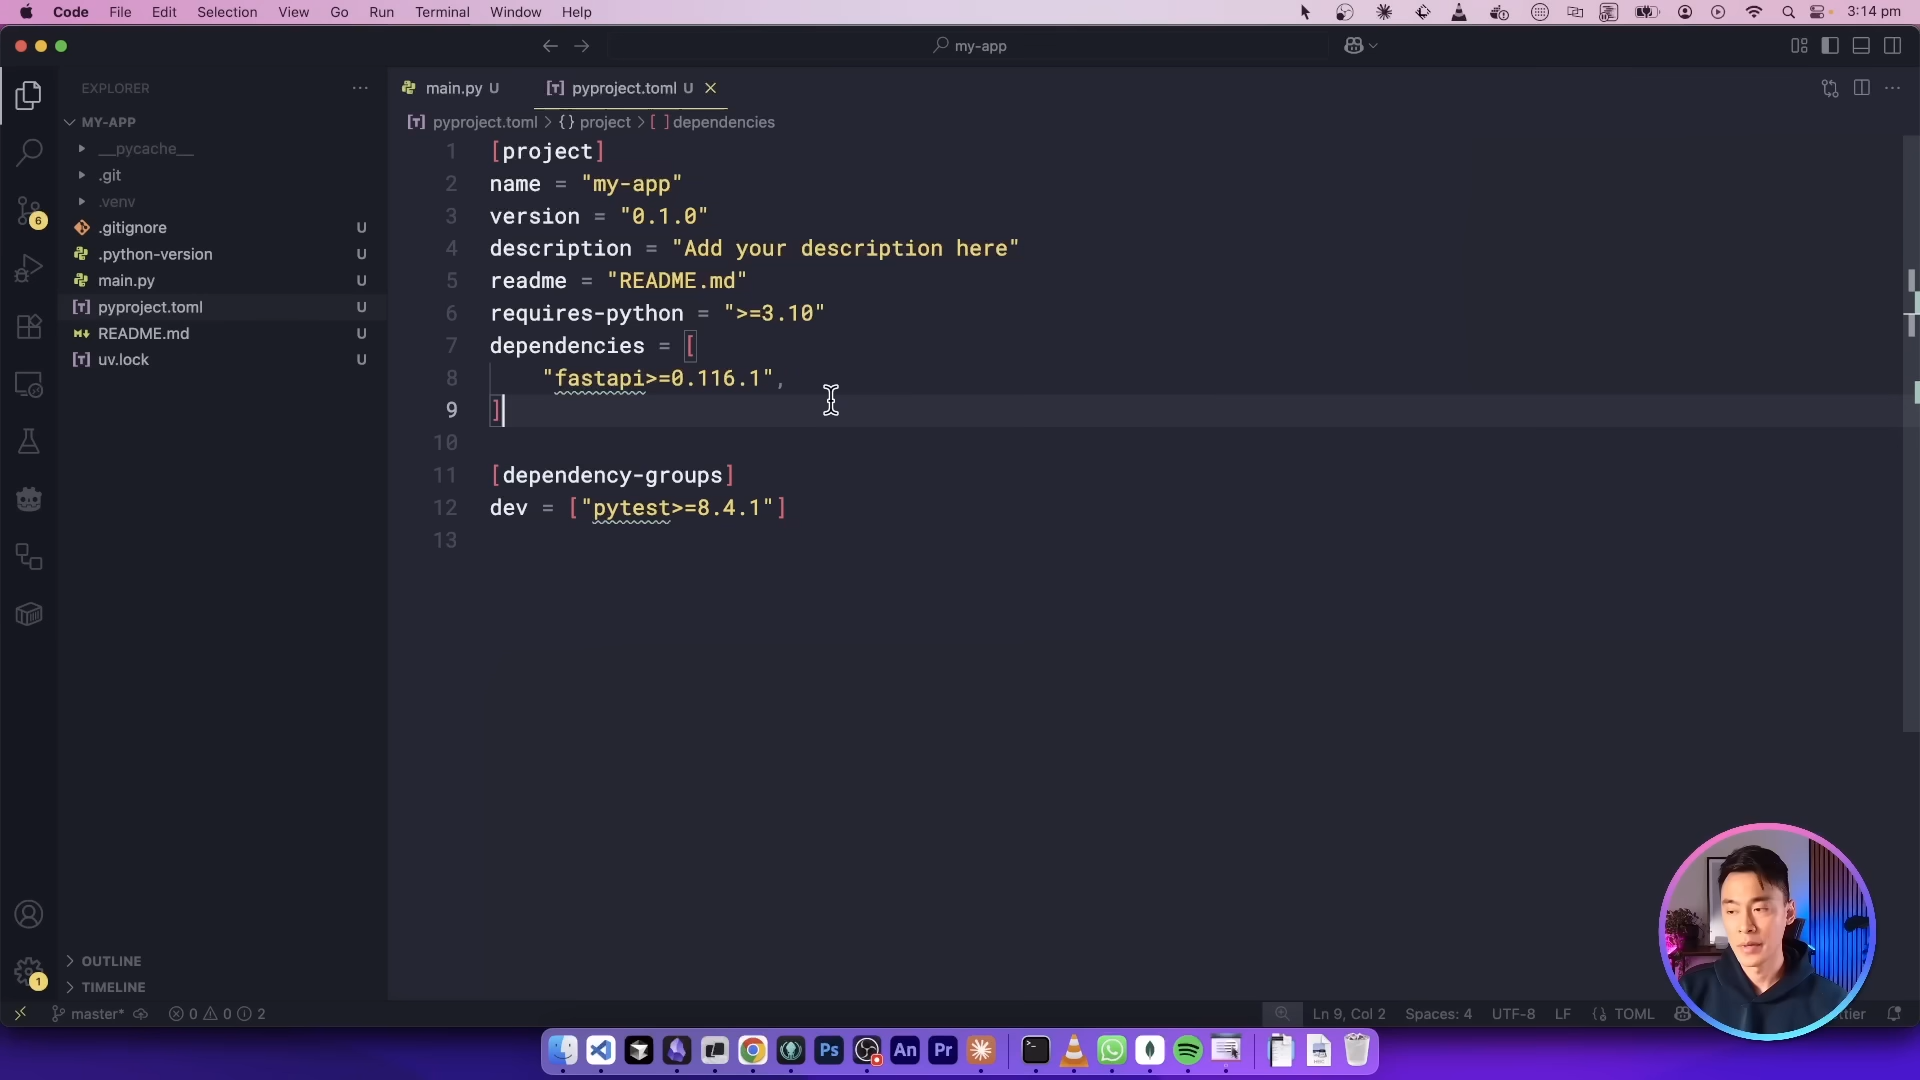 Code File Edit Selection View Go Run Terminal Window Help 3:14 pm
my-app
EXPLORER
MY-APP
__pycache__
.git
.venv
.gitignore U
.python-version U
main.py U
pyproject.toml U
README.md U
uv.lock U
OUTLINE
TIMELINE
6
1
main.py U
pyproject.toml U
pyproject.toml > {} project > [ ] dependencies
1 [project]
2 name = "my-app"
3 version = "0.1.0"
4 description = "Add your description here"
5 readme = "README.md"
6 requires-python = ">=3.10"
7 dependencies = [
8 "fastapi>=0.116.1",
9 ]
10
11 [dependency-groups]
12 dev = ["pytest>=8.4.1"]
13
master* 0 0 2 Ln 9, Col 2 Spaces: 4 UTF-8 LF TOML
Ps An Pr